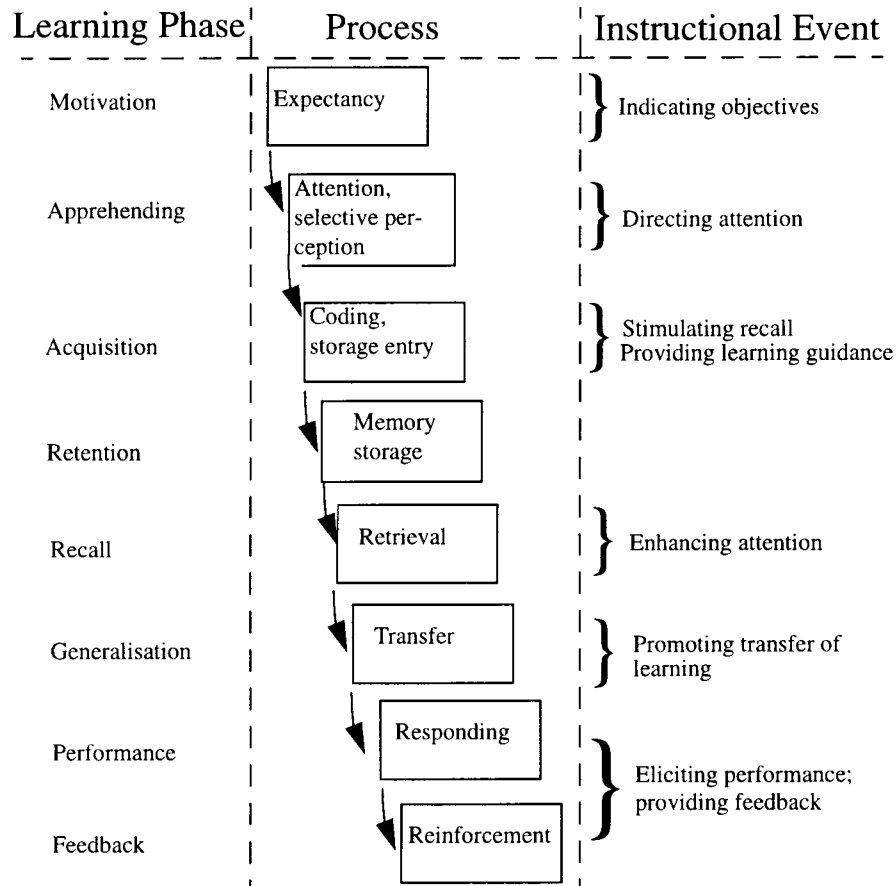 Learning Phase Process Instructional Event
Motivation
Expectancy
Indicating objectives
Apprehending
Attention,
selective per-
ception
Directing attention
Acquisition
Coding,
storage entry
Stimulating recall
Providing learning guidance
Retention
Memory
storage
Recall
Retrieval
Enhancing attention
Generalisation
Transfer
Promoting transfer of
learning
Performance
Responding
Eliciting performance;
providing feedback
Feedback
Reinforcement